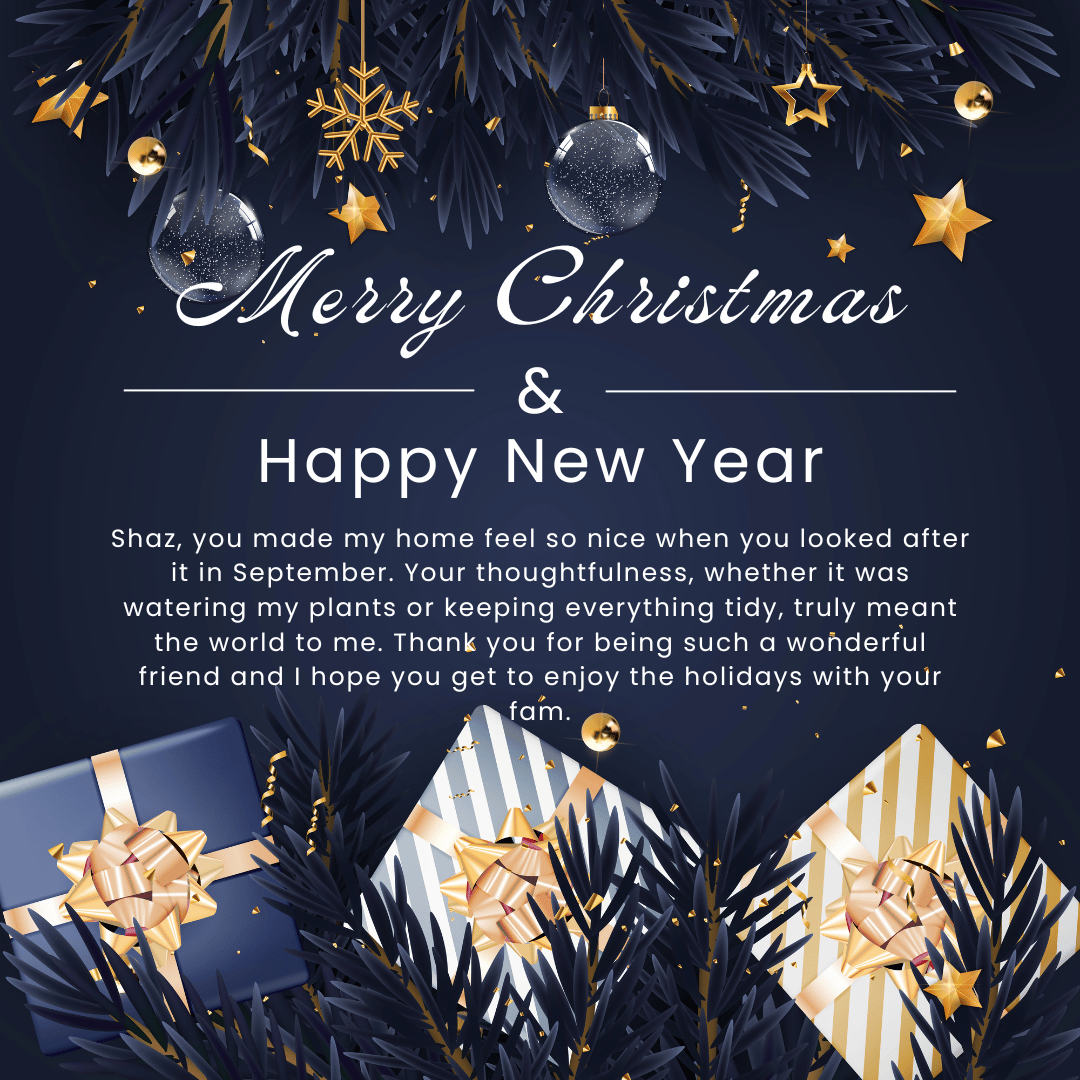 Merry Christmas
&
Happy New Year
Shaz, you made my home feel so nice when you looked after
it in September. Your thoughtfulness, whether it was
watering my plants or keeping everything tidy, truly meant
the world to me. Thank you for being such a wonderful
friend and I hope you get to enjoy the holidays with your
fam.